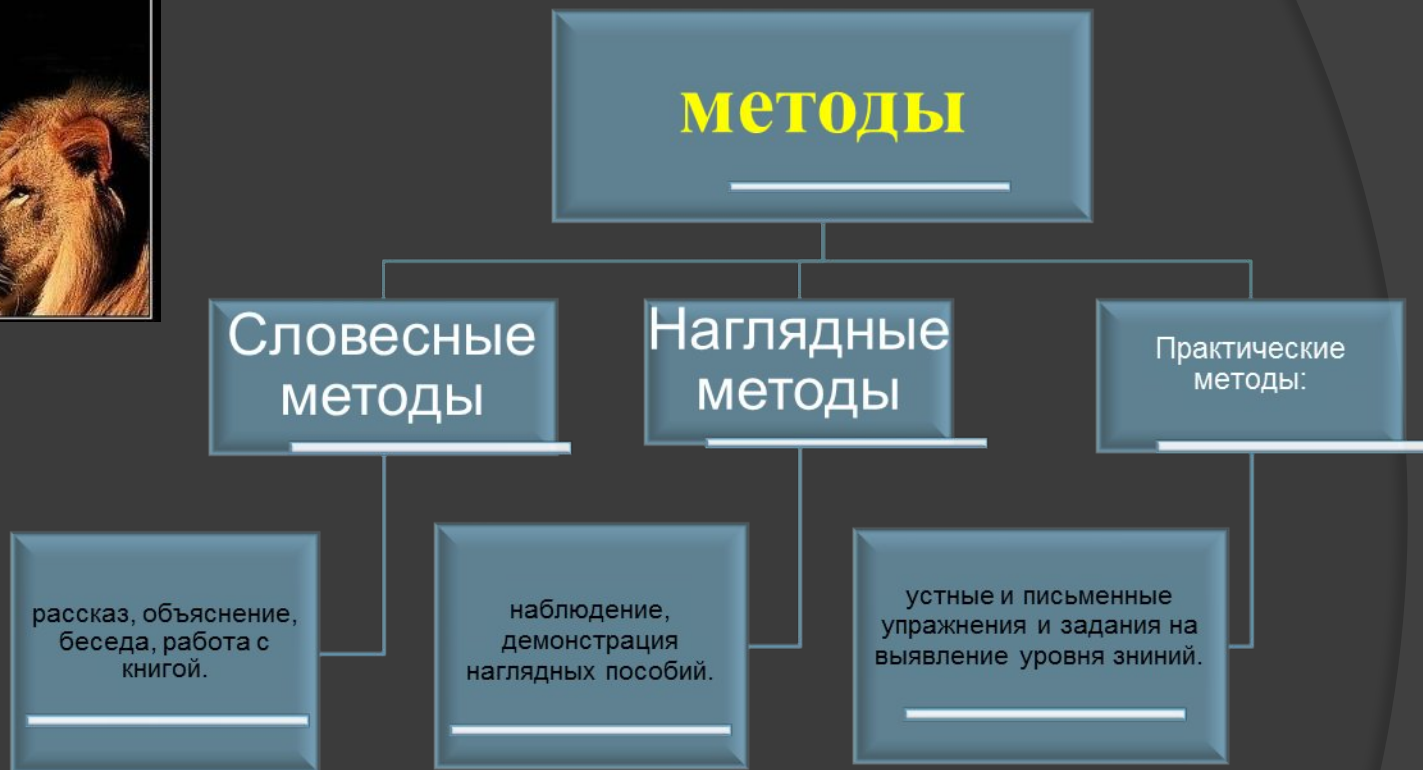 методы
Словесные
методы
Наглядные
методы
Практические
методы:
рассказ, объяснение,
беседа, работа с
книгой.
наблюдение,
демонстрация
наглядных пособий.
устные и письменные
упражнения и задания на
выявление уровня зниний.